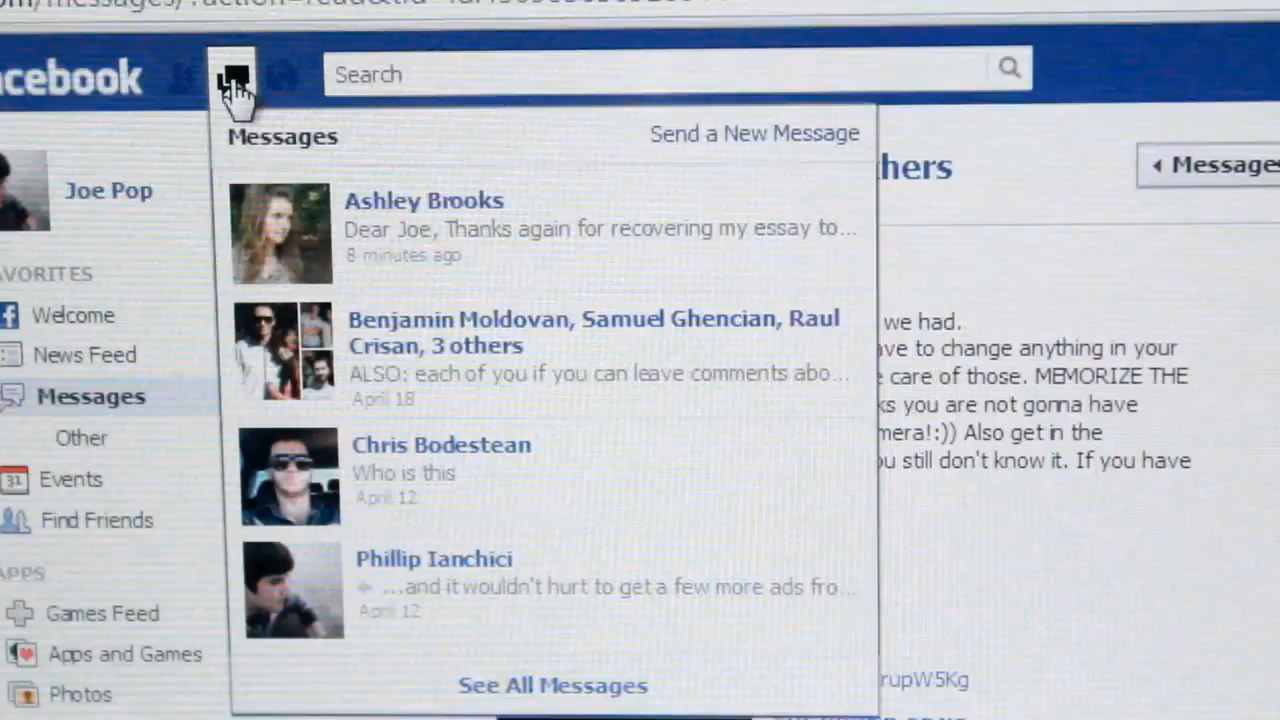 acebook
Search
Messages
Send a New Message
Ashley Brooks
Dear Joe, Thanks again for recovering my essay to...
8 minutes ago
Benjamin Moldovan, Samuel Ghencian, Raul
Crisan, 3 others
ALSO: each of you if you can leave comments abo...
April 18
Chris Bodestean
Who is this
April 12
Phillip Ianchici
...and it wouldn't hurt to get a few more ads fro...
April 12
See All Messages
Joe Pop
AVORITES
Welcome
News Feed
Messages
Other
31
Events
Find Friends
APPS
Games Feed
Apps and Games
Photos
hers
Message
we had.
ave to change anything in your
care of those. MEMORIZE THE
ks you are not gonna have
mera!:)) Also get in the
u still don't know it. If you have
rupW5Kg